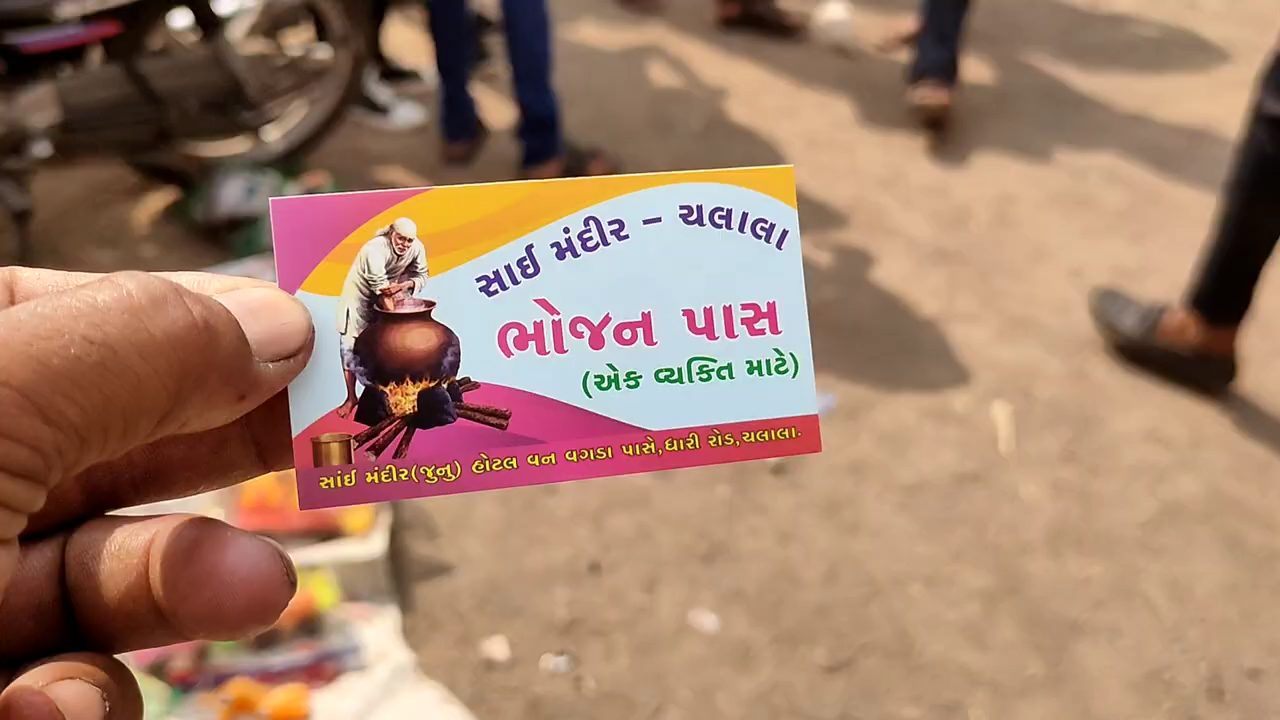 સાઈ મંદીર - ચલાલા
ભોજન પાસ
(એક વ્યકિત માટે)
સાંઈ મંદીર(જુનુ) હોટલ વન વગડા પાસે,ધારી રોડ,ચલાલા.